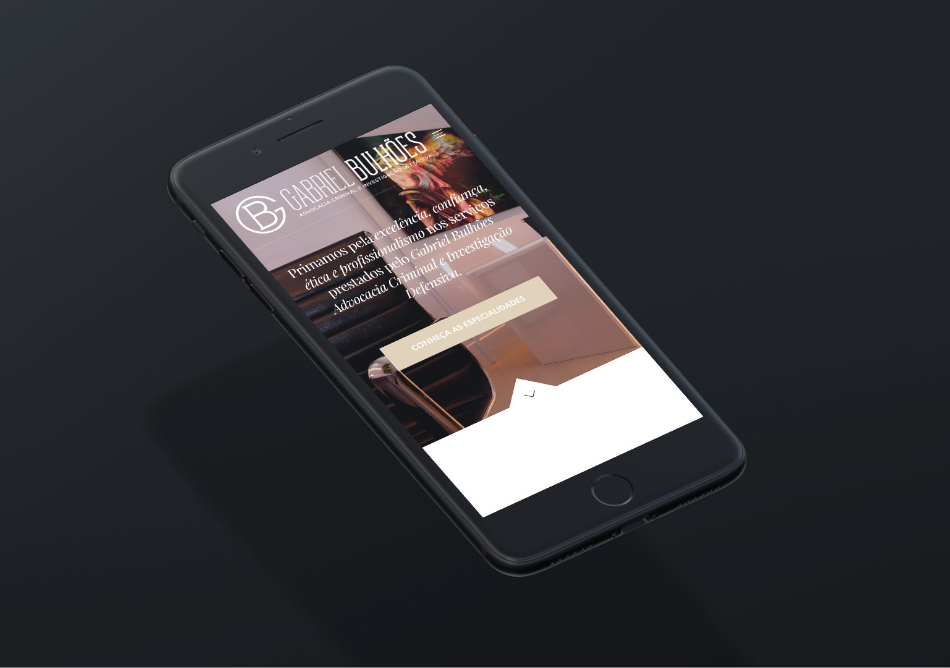 GB
GABRIEL BULHÕES
ADVOCACIA CRIMINAL E INVESTIGAÇÃO DEFENSIVA
Primamos pela excelência, confiança,
ética e profissionalismo nos serviços
prestados pelo Gabriel Bulhões
Advocacia Criminal e Investigação
Defensiva.
CONHEÇA AS ESPECIALIDADES